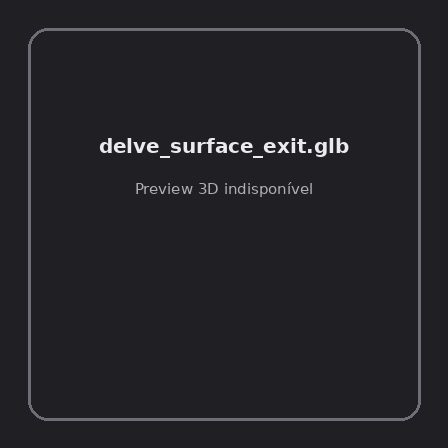 delve_surface_exit.glb
Preview 3D indisponível